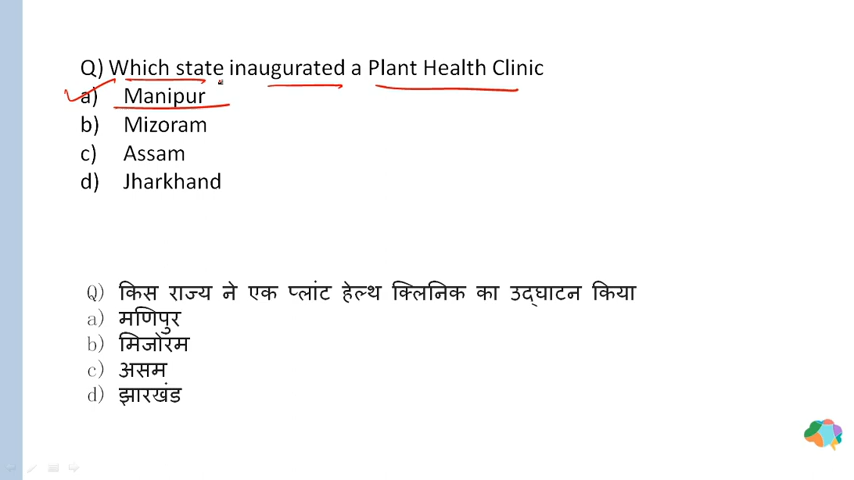 Q) Which state inaugurated a Plant Health Clinic
a) Manipur
b) Mizoram
c) Assam
d) Jharkhand
Q) किस राज्य ने एक प्लांट हेल्थ क्लिनिक का उद्घाटन किया
a) मणिपुर
b) मिजोरम
c) असम
d) झारखंड